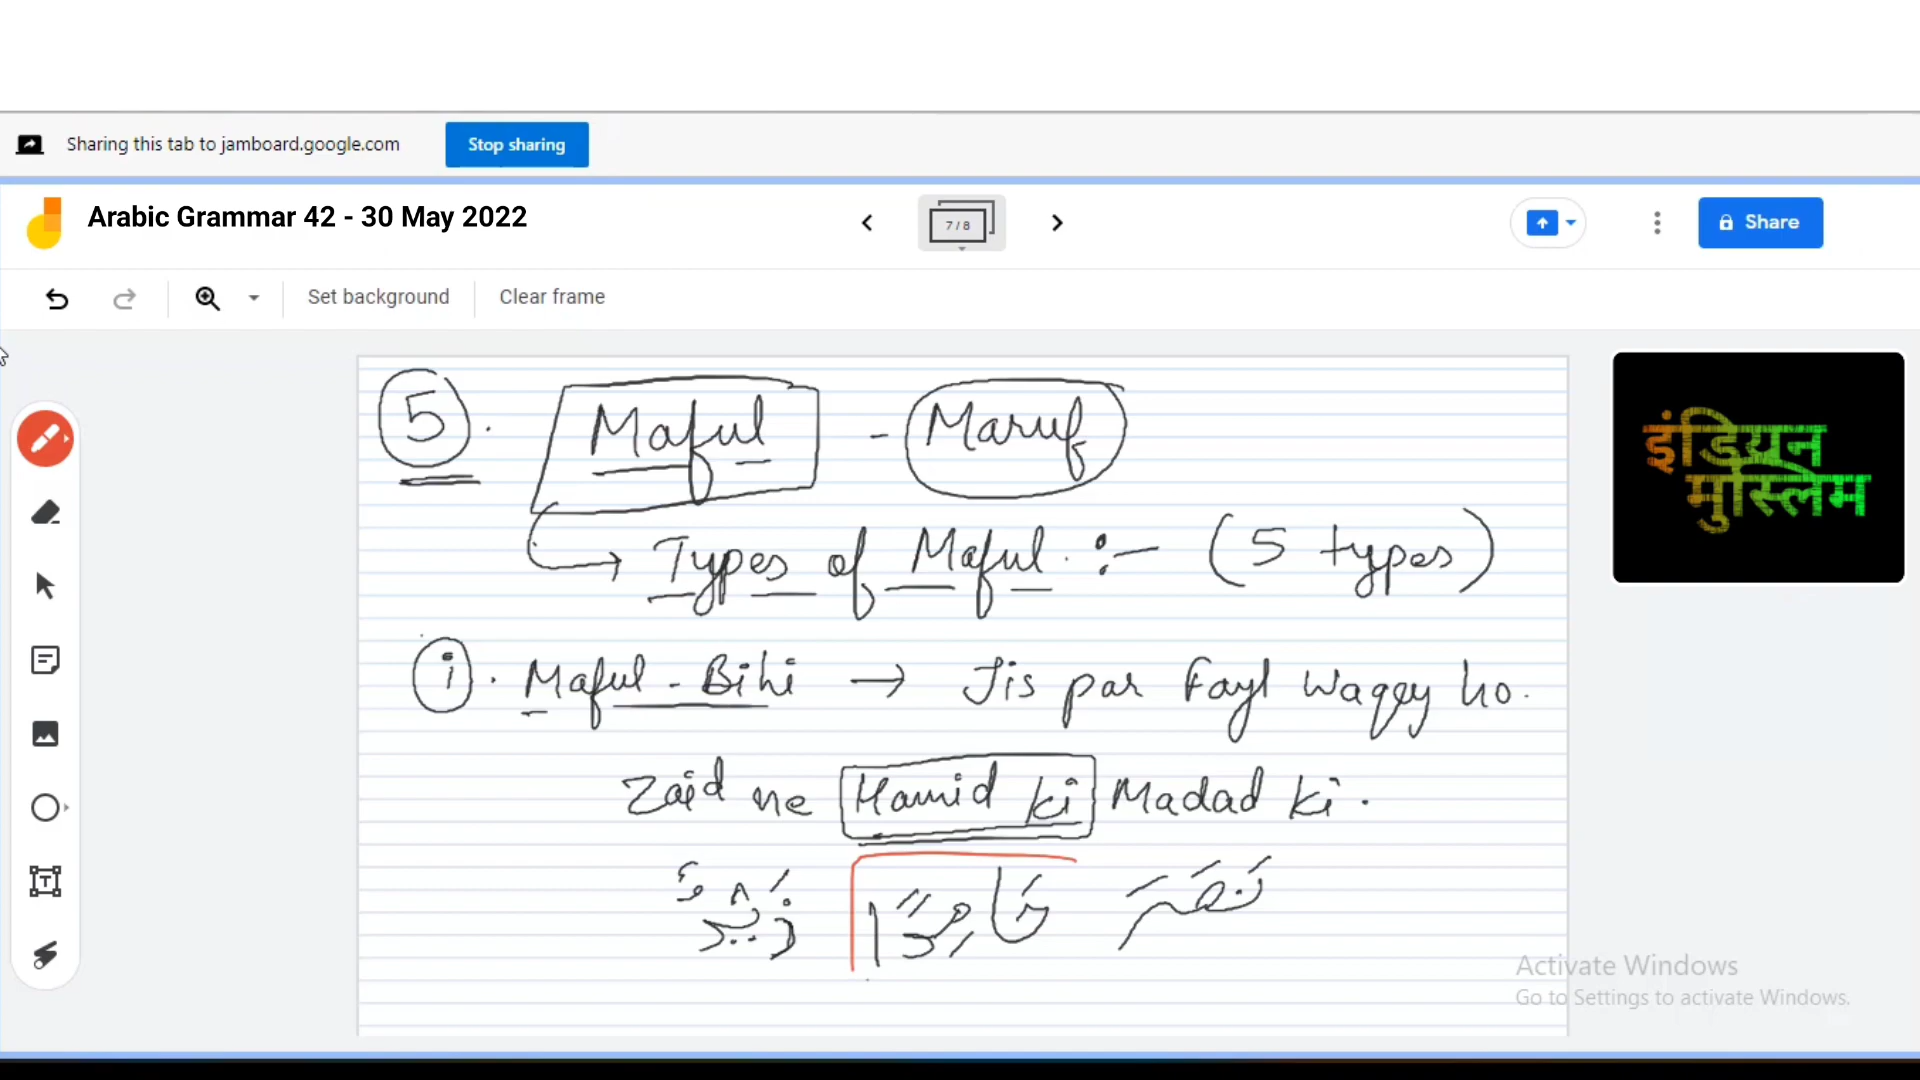 Sharing this tab to jamboard.google.com
Stop sharing
Arabic Grammar 42 - 30 May 2022
7 / 8
Share
Set background
Clear frame
5. Maful - Maruf
→ Types of Maful :- (5 types)
i. Maful - Bihi → Jis par Fayl Waqey ho.
इंडियन
मुस्लिम
Zaid ne Hamid ki Madad ki.
نَصَرَ حَامِدًا زَيْدٌ
Activate Windows
Go to Settings to activate Windows.